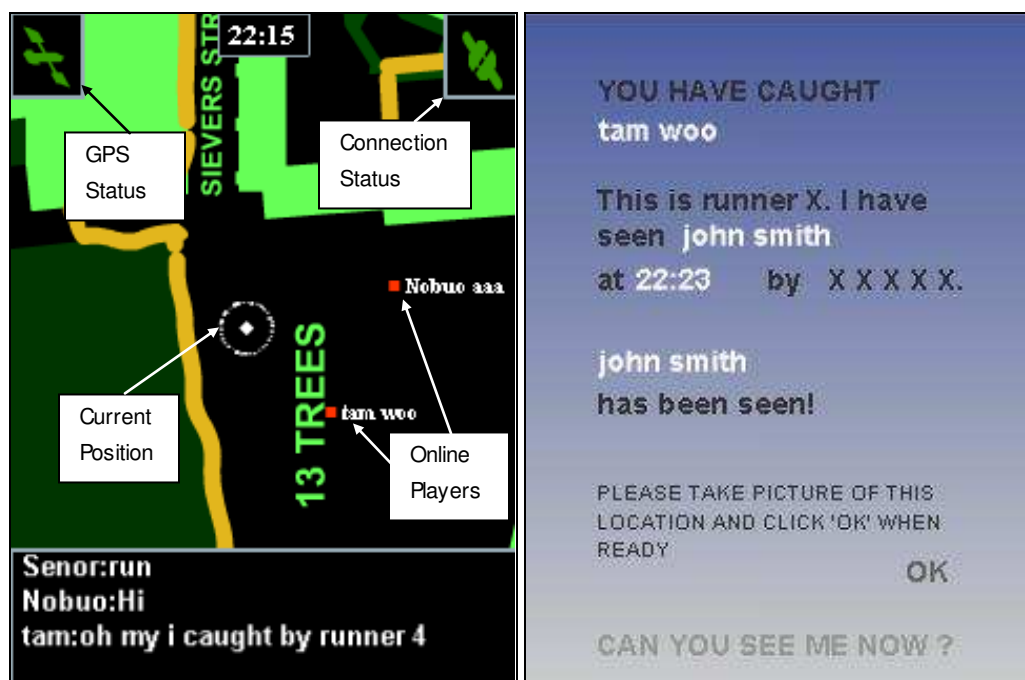 22:15
SIEVERS STR
GPS
Status
Connection
Status
Nobuo aaa
13 TREES
tam woo
Current
Position
Online
Players
Senor:run
Nobuo:Hi
tam:oh my i caught by runner 4
YOU HAVE CAUGHT
tam woo
This is runner X. I have
seen john smith
at 22:23 by X X X X X.
john smith
has been seen!
PLEASE TAKE PICTURE OF THIS
LOCATION AND CLICK 'OK' WHEN
READY
OK
CAN YOU SEE ME NOW ?